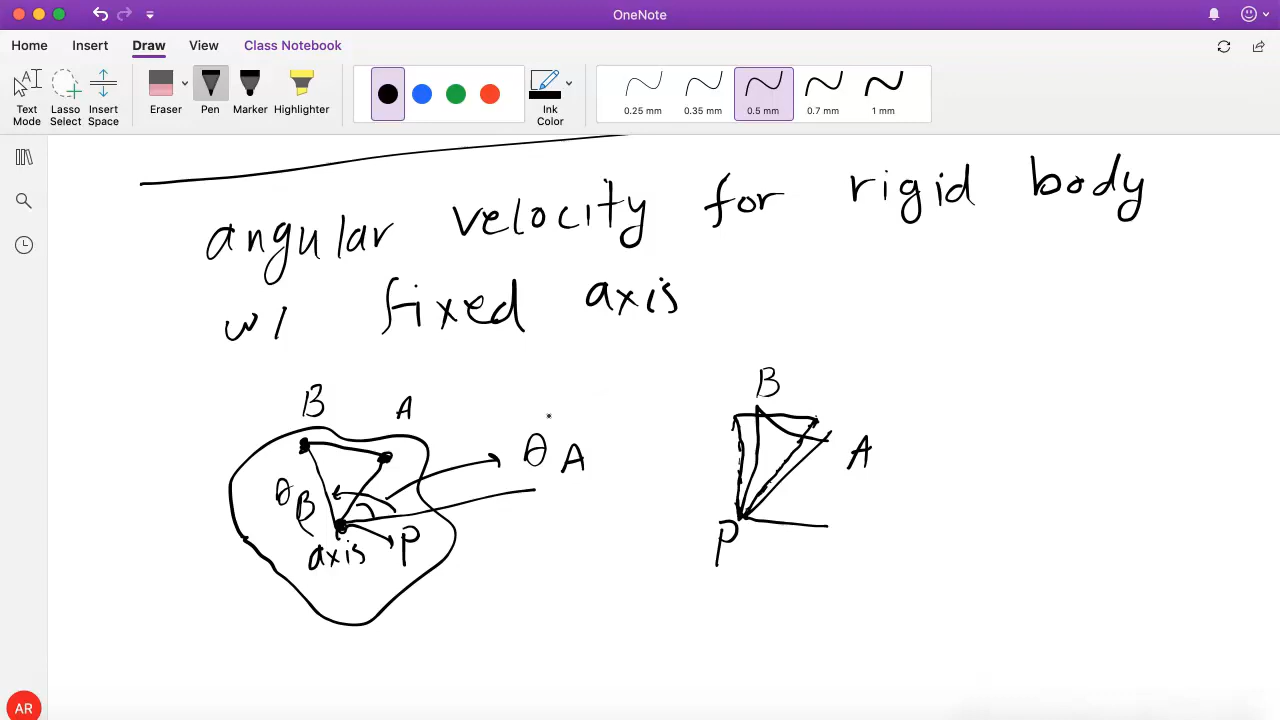 OneNote
Home Insert Draw View Class Notebook
Text Mode
Lasso Select
Insert Space
Eraser
Pen
Marker
Highlighter
Ink Color
0.25 mm
0.35 mm
0.5 mm
0.7 mm
1 mm
angular velocity for rigid body
w/ fixed axis
B A
θ A
θ B
axis P
B
A
P
AR